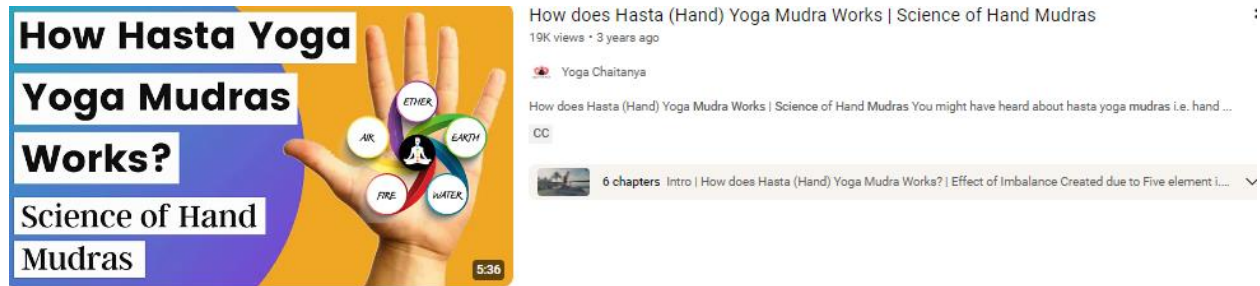 How Hasta Yoga
Yoga Mudras
Works?
Science of Hand
Mudras
ETHER
AIR
EARTH
FIRE
WATER
5:36
How does Hasta (Hand) Yoga Mudra Works | Science of Hand Mudras
19K views • 3 years ago
Yoga Chaitanya
How does Hasta (Hand) Yoga Mudra Works | Science of Hand Mudras You might have heard about hasta yoga mudras i.e. hand ...
CC
6 chapters Intro | How does Hasta (Hand) Yoga Mudra Works? | Effect of Imbalance Created due to Five element i....